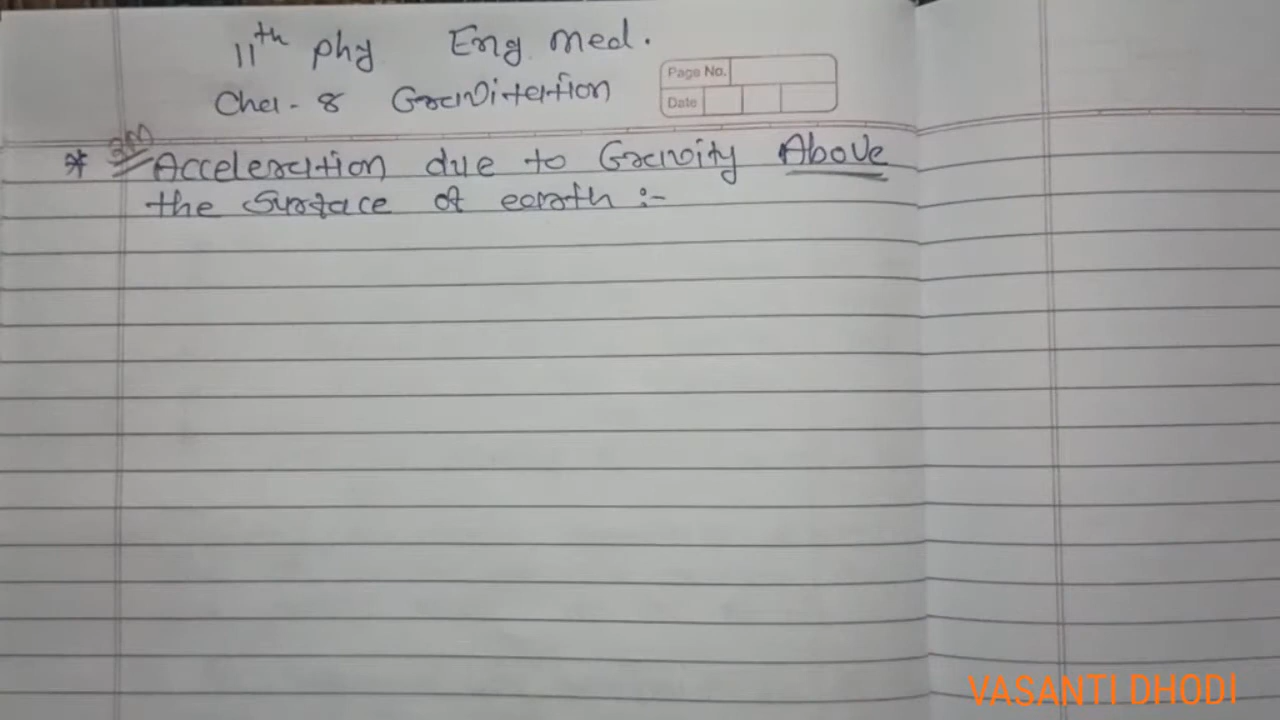 11th phy Eng med.
Cha - 8 Gravitation
Page No.
Date
* Acceleration due to Gravity Above
the Surface of earth :-
VASANTI DHODI